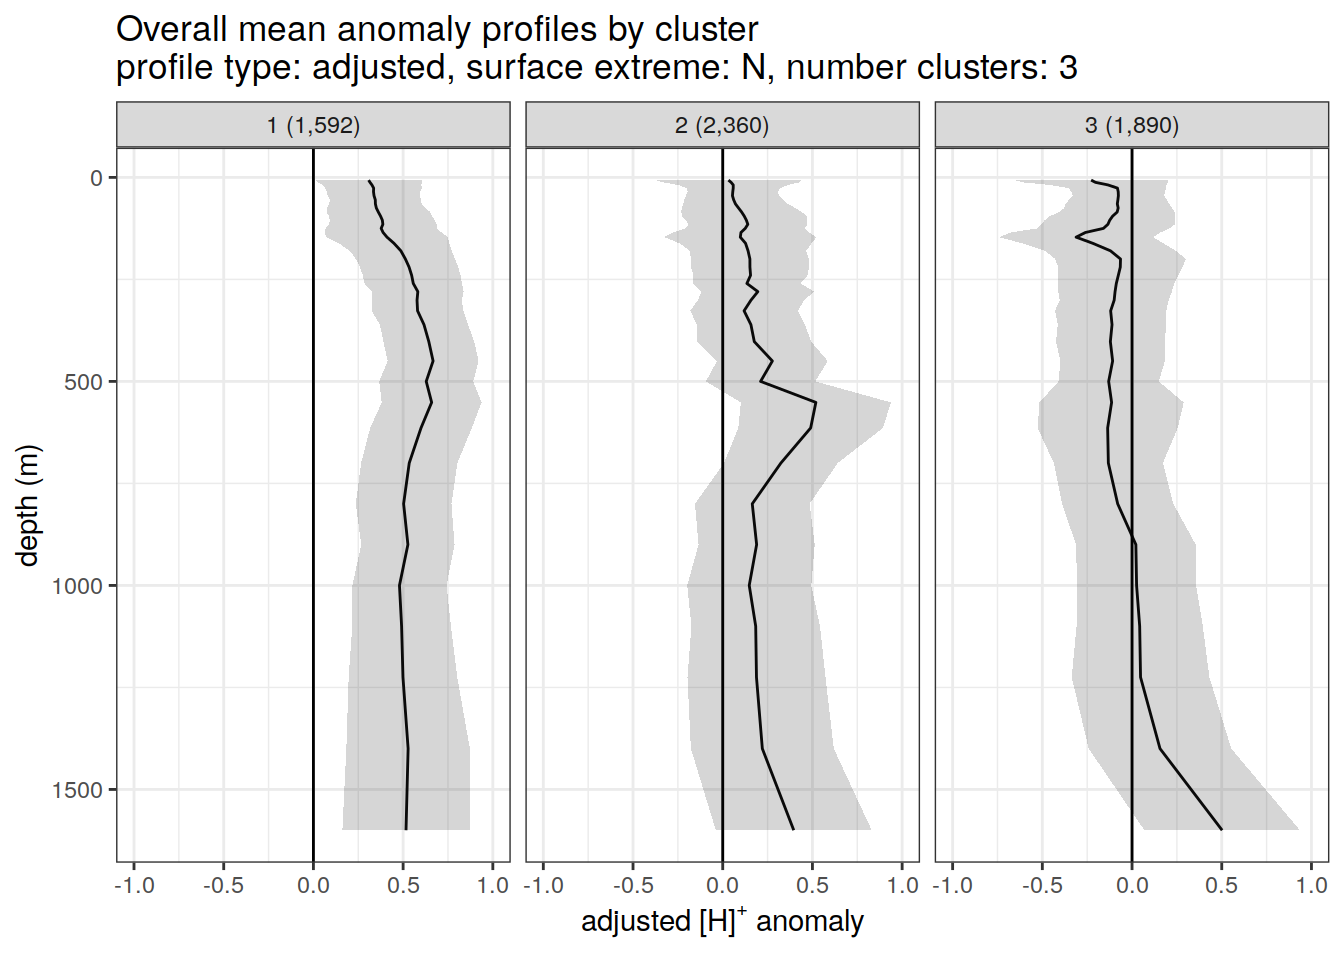 Overall mean anomaly profiles by cluster
profile type: adjusted, surface extreme: N, number clusters: 3
1 (1,592)
2 (2,360)
3 (1,890)
0
500
1000
1500
depth (m)
-1.0 -0.5 0.0 0.5 1.0
-1.0 -0.5 0.0 0.5 1.0
-1.0 -0.5 0.0 0.5 1.0
adjusted [H]⁺ anomaly